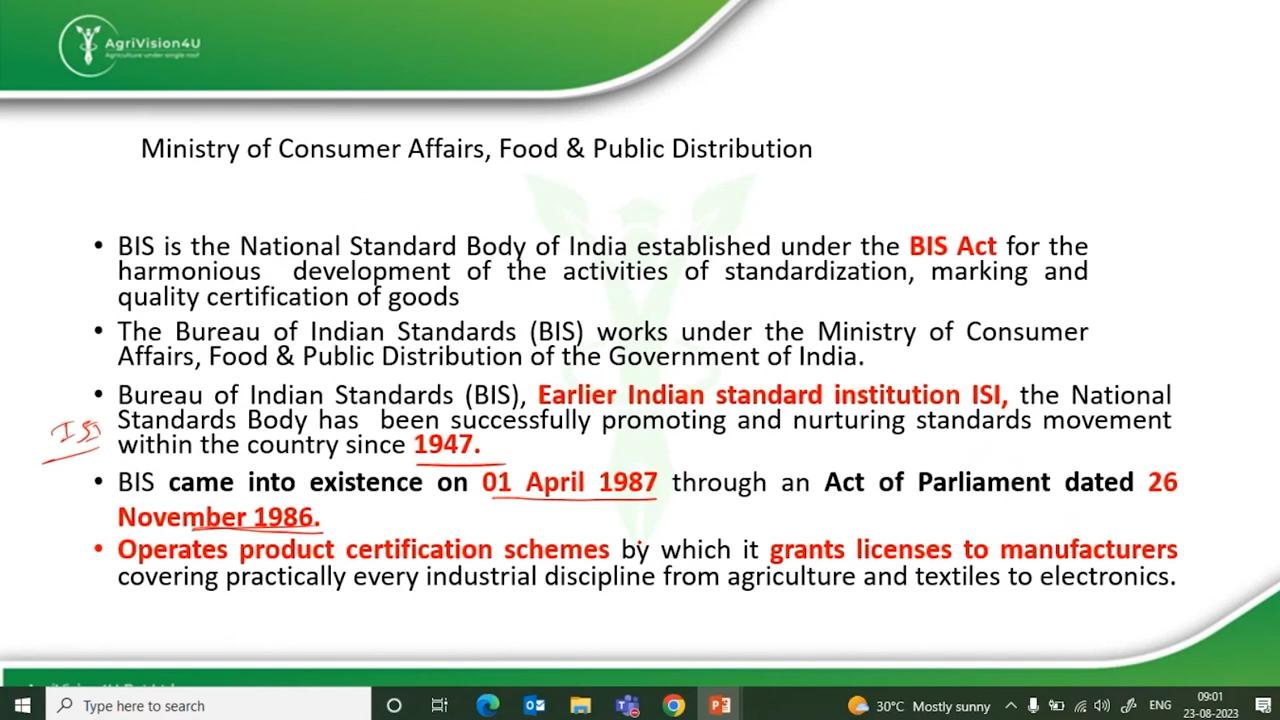 AgriVision4U
Agriculture under single roof
Ministry of Consumer Affairs, Food & Public Distribution
• BIS is the National Standard Body of India established under the BIS Act for the
harmonious development of the activities of standardization, marking and
quality certification of goods
• The Bureau of Indian Standards (BIS) works under the Ministry of Consumer
Affairs, Food & Public Distribution of the Government of India.
• Bureau of Indian Standards (BIS), Earlier Indian standard institution ISI, the National
Standards Body has been successfully promoting and nurturing standards movement
within the country since 1947.
• BIS came into existence on 01 April 1987 through an Act of Parliament dated 26
November 1986.
• Operates product certification schemes by which it grants licenses to manufacturers
covering practically every industrial discipline from agriculture and textiles to electronics.
Type here to search
30°C Mostly sunny
ENG
09:01
23-08-2023